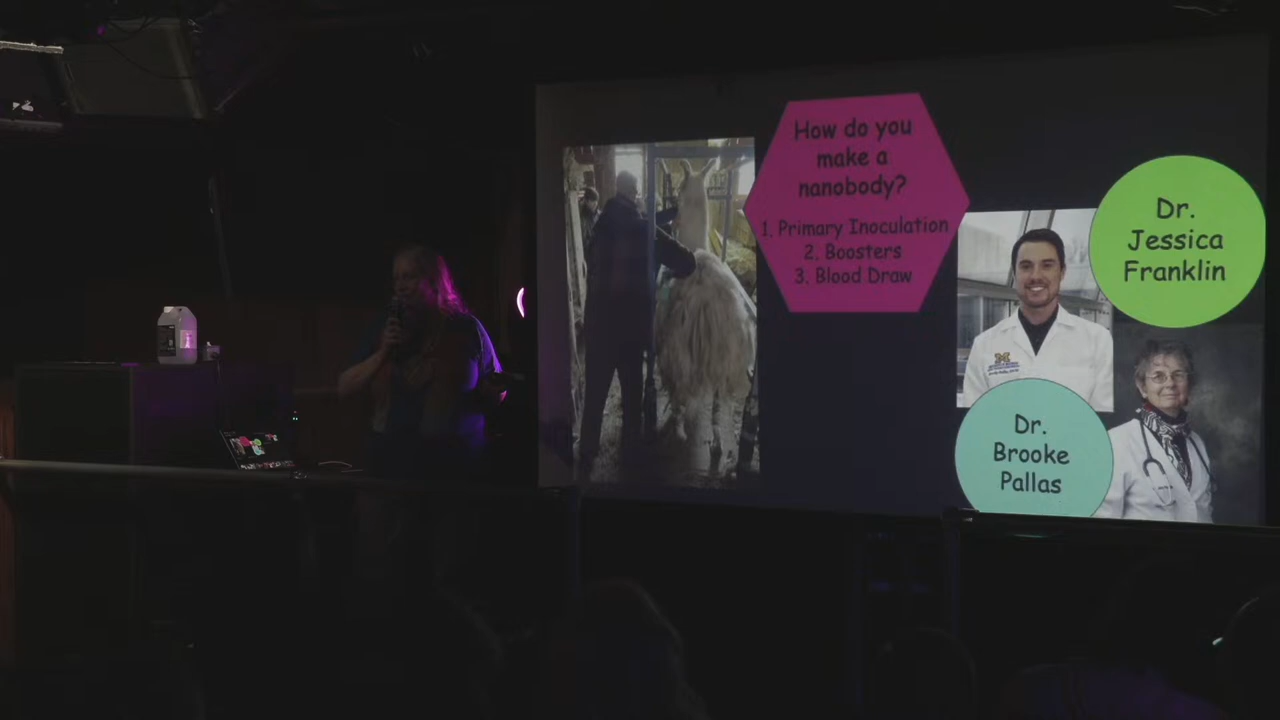 How do you
make a
nanobody?
1. Primary Inoculation
2. Boosters
3. Blood Draw
Dr.
Jessica
Franklin
M
Dr.
Brooke
Pallas